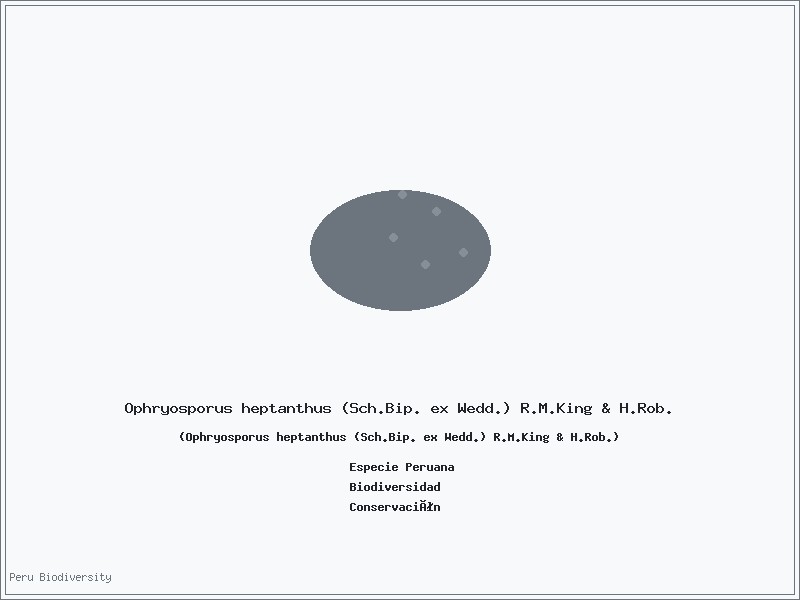 Ophryosporus heptanthus (Sch.Bip. ex Wedd.) R.M.King & H.Rob.
(Ophryosporus heptanthus (Sch.Bip. ex Wedd.) R.M.King & H.Rob.)
Especie Peruana
Biodiversidad
ConservaciĂłn
Peru Biodiversity